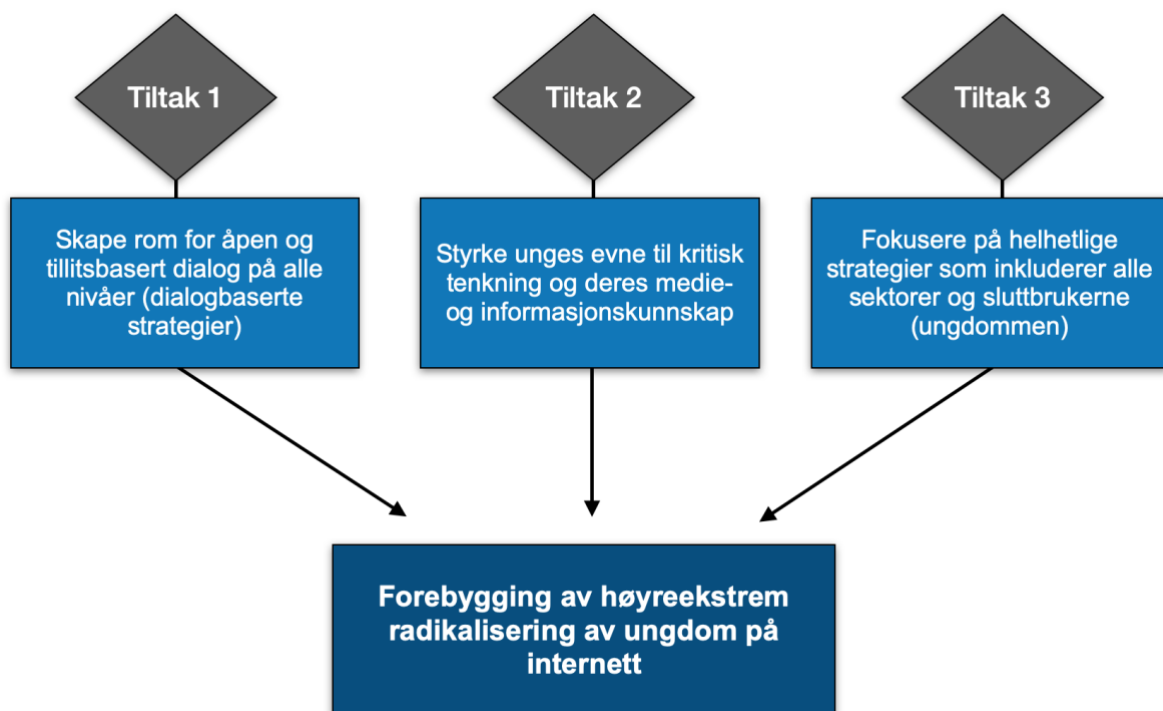 Tiltak 1
Tiltak 2
Tiltak 3
Skape rom for åpen og
tillitsbasert dialog på alle
nivåer (dialogbaserte
strategier)
Styrke unges evne til kritisk
tenkning og deres medie-
og informasjonskunnskap
Fokusere på helhetlige
strategier som inkluderer alle
sektorer og sluttbrukerne
(ungdommen)
Forebygging av høyreekstrem
radikalisering av ungdom på
internett